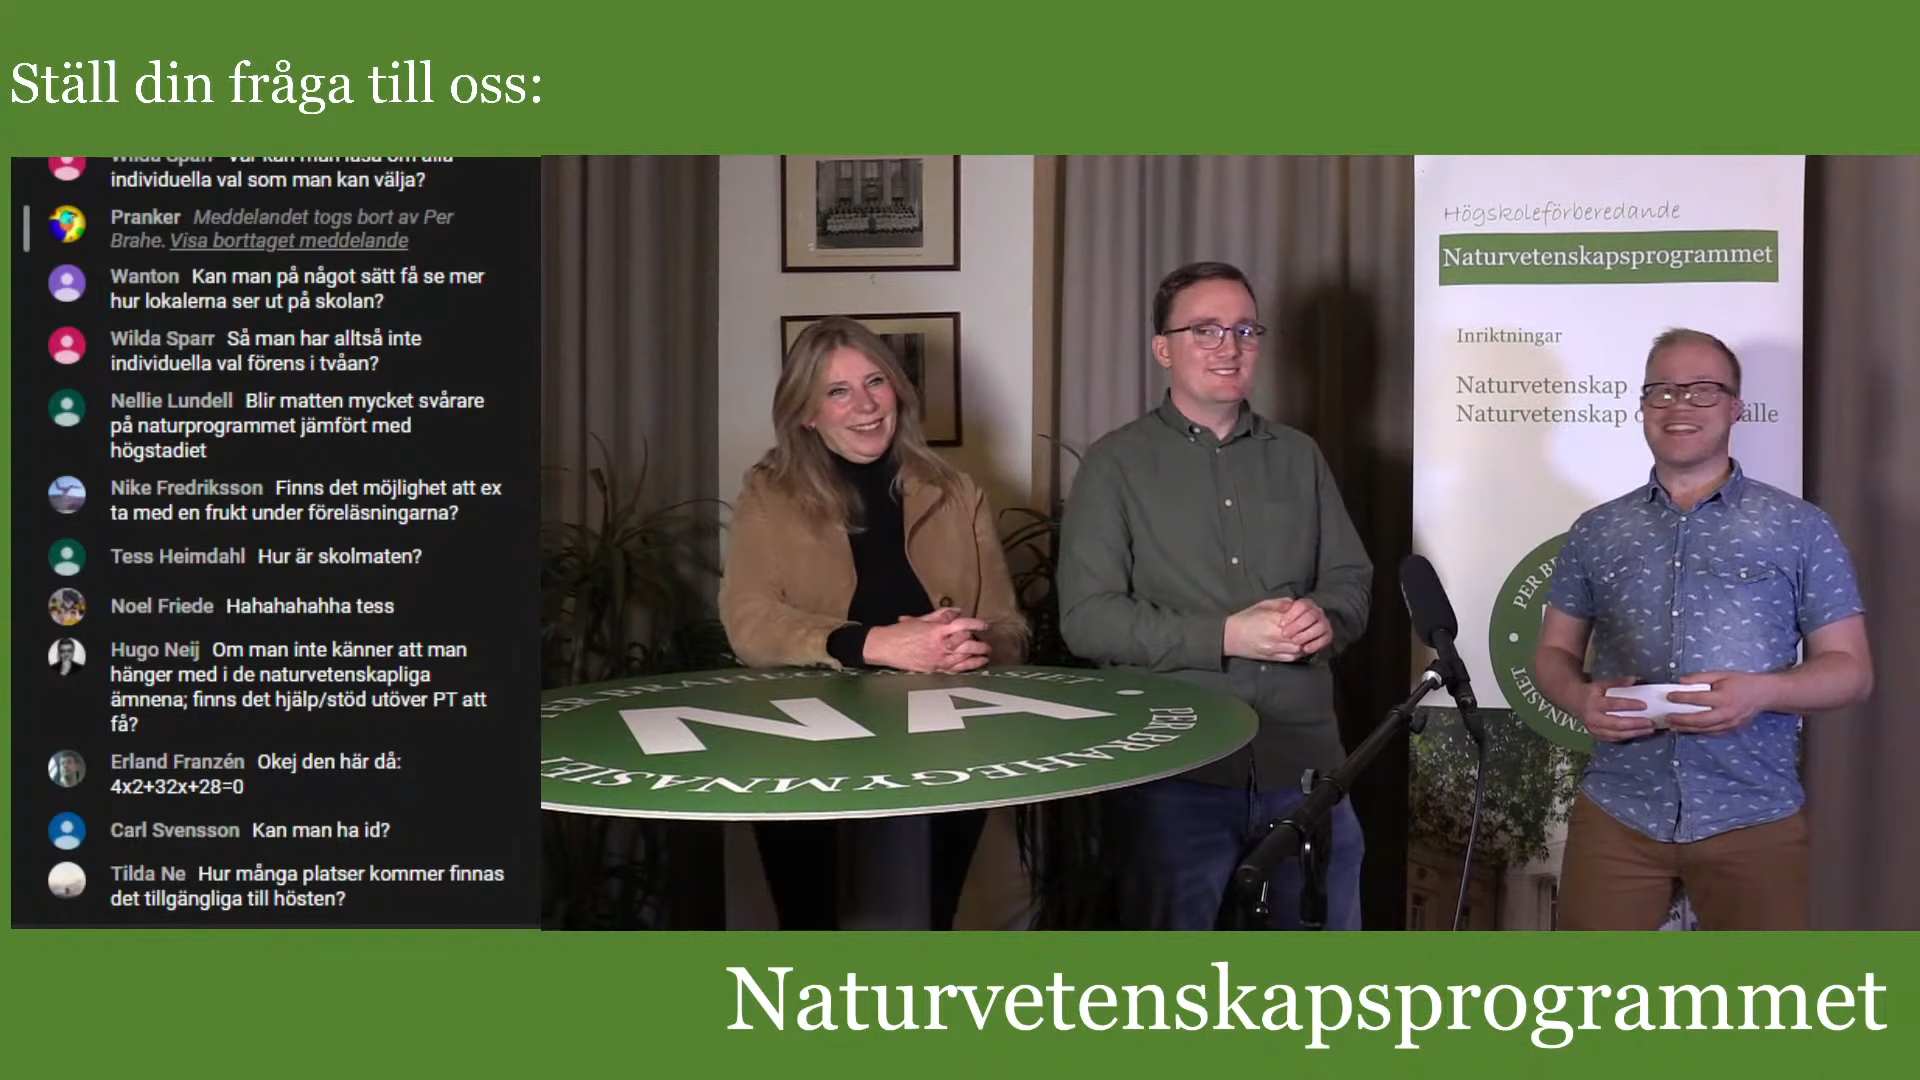 Ställ din fråga till oss:
individuella val som man kan välja?
Pranker Meddelandet togs bort av Per
Brahe. Visa borttaget meddelande
Wanton Kan man på något sätt få se mer
hur lokalerna ser ut på skolan?
Wilda Sparr Så man har alltså inte
individuella val förens i tvåan?
Nellie Lundell Blir matten mycket svårare
på naturprogrammet jämfört med
högstadiet
Nike Fredriksson Finns det möjlighet att ex
ta med en frukt under föreläsningarna?
Tess Heimdahl Hur är skolmaten?
Noel Friede Hahahahahha tess
Hugo Neij Om man inte känner att man
hänger med i de naturvetenskapliga
ämnena; finns det hjälp/stöd utöver PT att
få?
Erland Franzén Okej den här då:
4x2+32x+28=0
Carl Svensson Kan man ha id?
Tilda Ne Hur många platser kommer finnas
det tillgängliga till hösten?
Högskoleförberedande
Naturvetenskapsprogrammet
Inriktningar
Naturvetenskap
Naturvetenskap
PER
NA
PER BRAHEGYMNASIET
Naturvetenskapsprogrammet